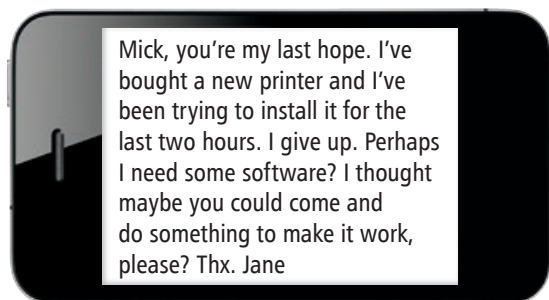 Mick, you're my last hope. I've
bought a new printer and I've
been trying to install it for the
last two hours. I give up. Perhaps
I need some software? I thought
maybe you could come and
do something to make it work,
please? Thx. Jane